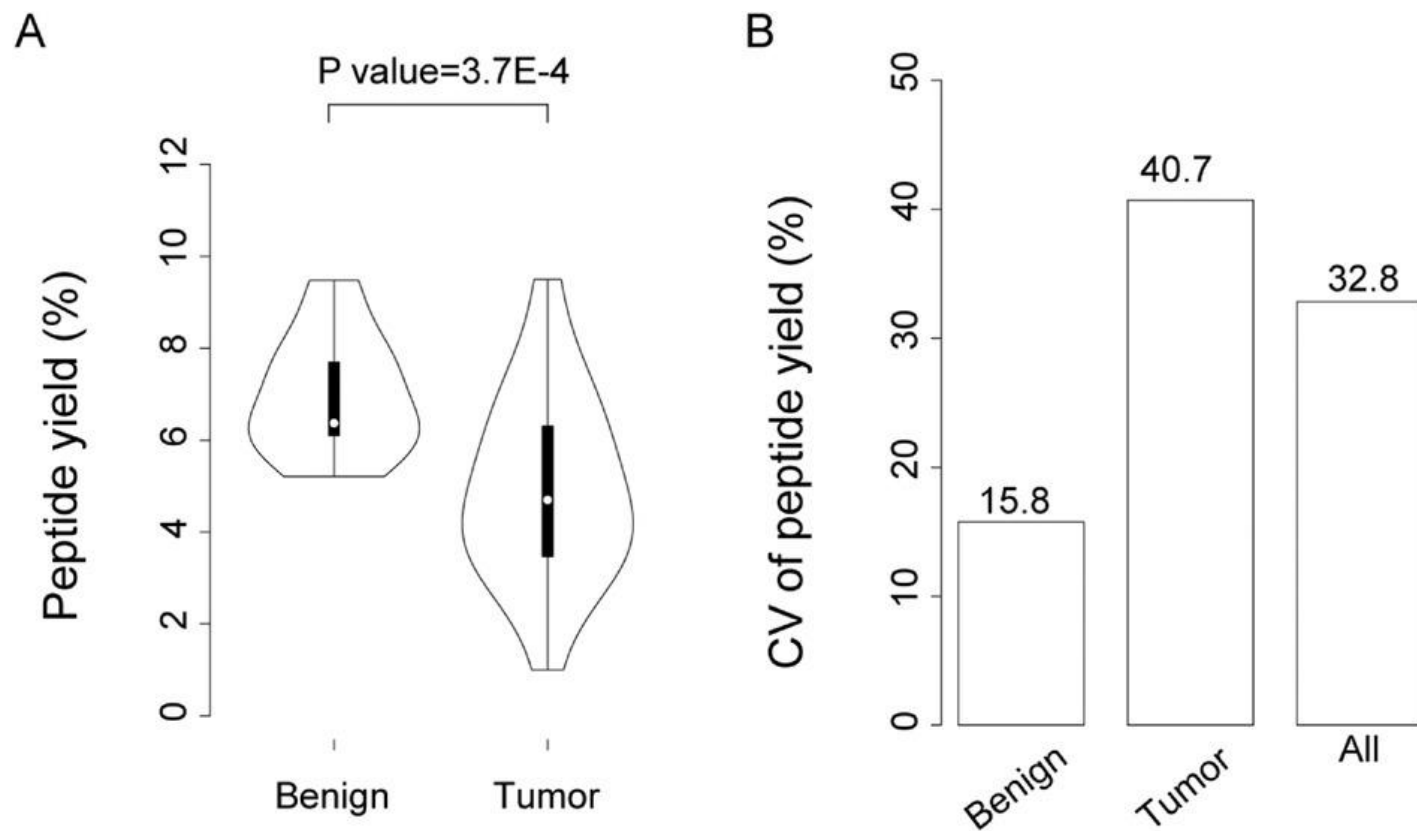 A
P value=3.7E-4
Peptide yield (%)
12
10
8
6
4
2
0
Benign
Tumor
B
CV of peptide yield (%)
50
40
30
20
10
0
15.8
40.7
32.8
Benign
Tumor
All